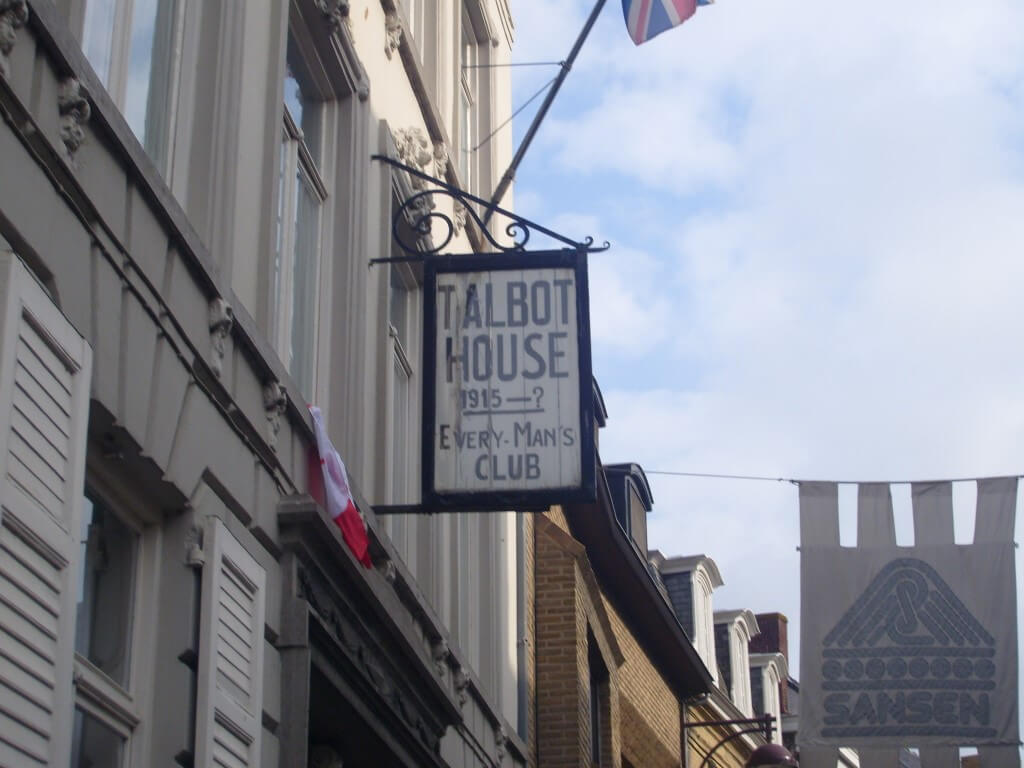 TALBOT
HOUSE
1915—?
EVERY-MAN'S
CLUB
SANSEN